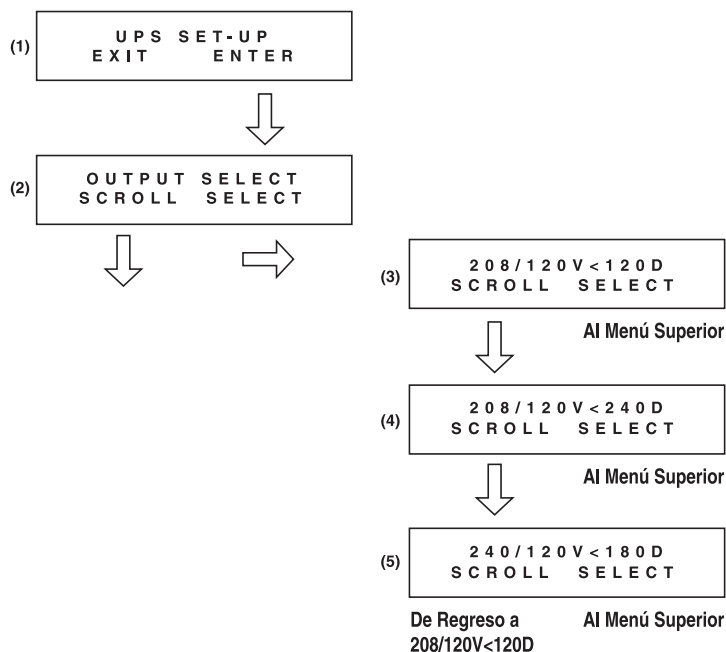 (1)
UPS SET-UP
EXIT ENTER
(2)
OUTPUT SELECT
SCROLL SELECT
(3)
208/120V<120D
SCROLL SELECT
Al Menú Superior
(4)
208/120V<240D
SCROLL SELECT
Al Menú Superior
(5)
240/120V<180D
SCROLL SELECT
De Regreso a
208/120V<120D
Al Menú Superior